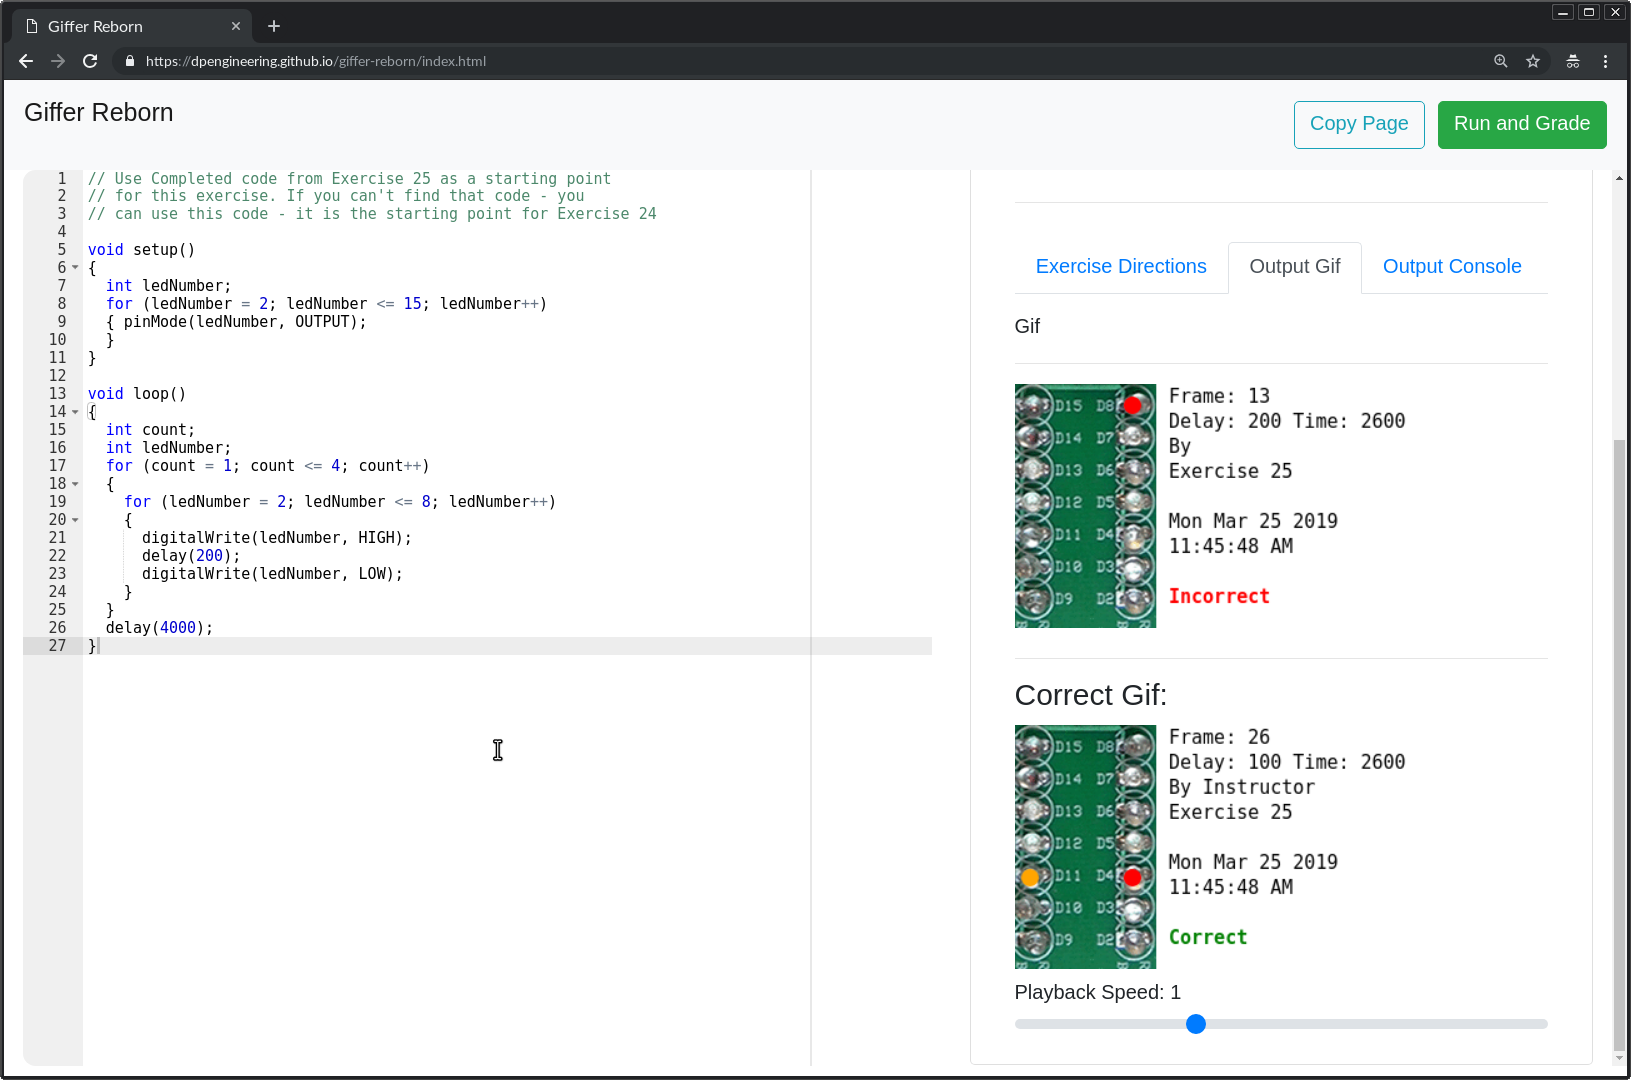 Giffer Reborn
https://dpengineering.github.io/giffer-reborn/index.html
Giffer Reborn
Copy Page
Run and Grade
1 // Use Completed code from Exercise 25 as a starting point
2 // for this exercise. If you can't find that code - you
3 // can use this code - it is the starting point for Exercise 24
4
5 void setup()
6 {
7 int ledNumber;
8 for (ledNumber = 2; ledNumber <= 15; ledNumber++)
9 { pinMode(ledNumber, OUTPUT);
10 }
11 }
12
13 void loop()
14 {
15 int count;
16 int ledNumber;
17 for (count = 1; count <= 4; count++)
18 {
19 for (ledNumber = 2; ledNumber <= 8; ledNumber++)
20 {
21 digitalWrite(ledNumber, HIGH);
22 delay(200);
23 digitalWrite(ledNumber, LOW);
24 }
25 }
26 delay(4000);
27 }
Exercise Directions
Output Gif
Output Console
Gif
D15 D8
D14 D7
D13 D6
D12 D5
D11 D4
D10 D3
D9 D2
Frame: 13
Delay: 200 Time: 2600
By
Exercise 25
Mon Mar 25 2019
11:45:48 AM
Incorrect
Correct Gif:
D15 D8
D14 D7
D13 D6
D12 D5
D11 D4
D10 D3
D9 D2
Frame: 26
Delay: 100 Time: 2600
By Instructor
Exercise 25
Mon Mar 25 2019
11:45:48 AM
Correct
Playback Speed: 1